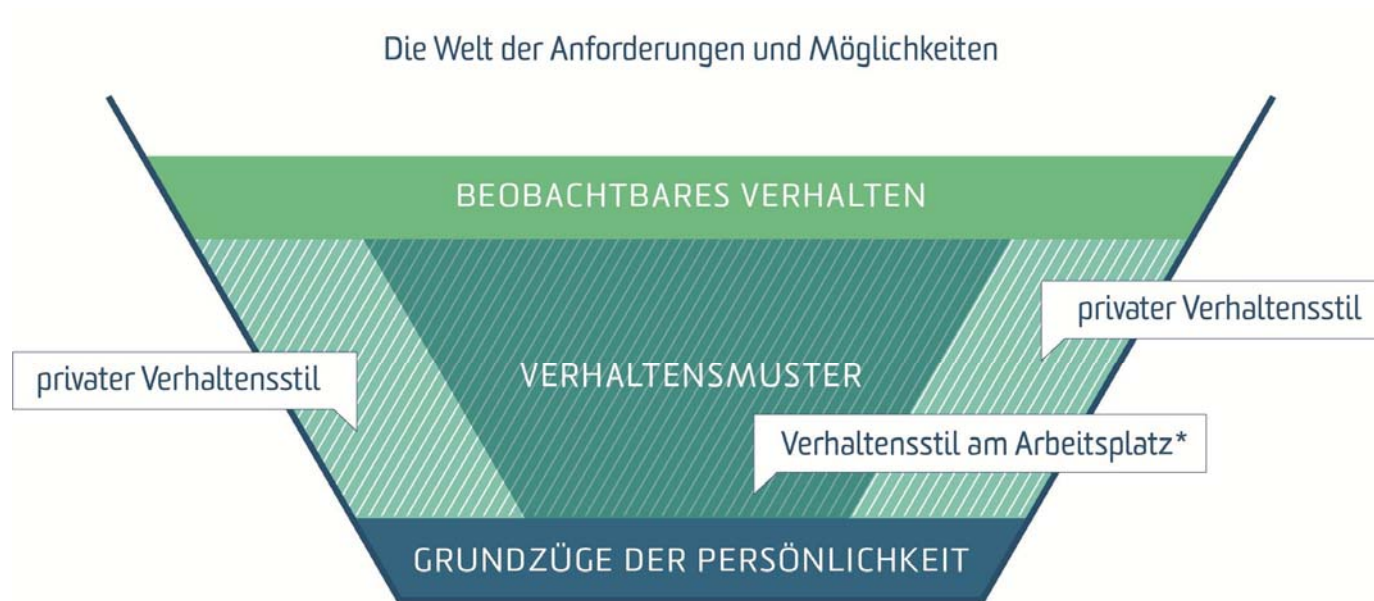 Die Welt der Anforderungen und Möglichkeiten
BEOBACHTBARES VERHALTEN
privater Verhaltensstil
privater Verhaltensstil
VERHALTENSMUSTER
Verhaltensstil am Arbeitsplatz*
GRUNDZÜGE DER PERSÖNLICHKEIT